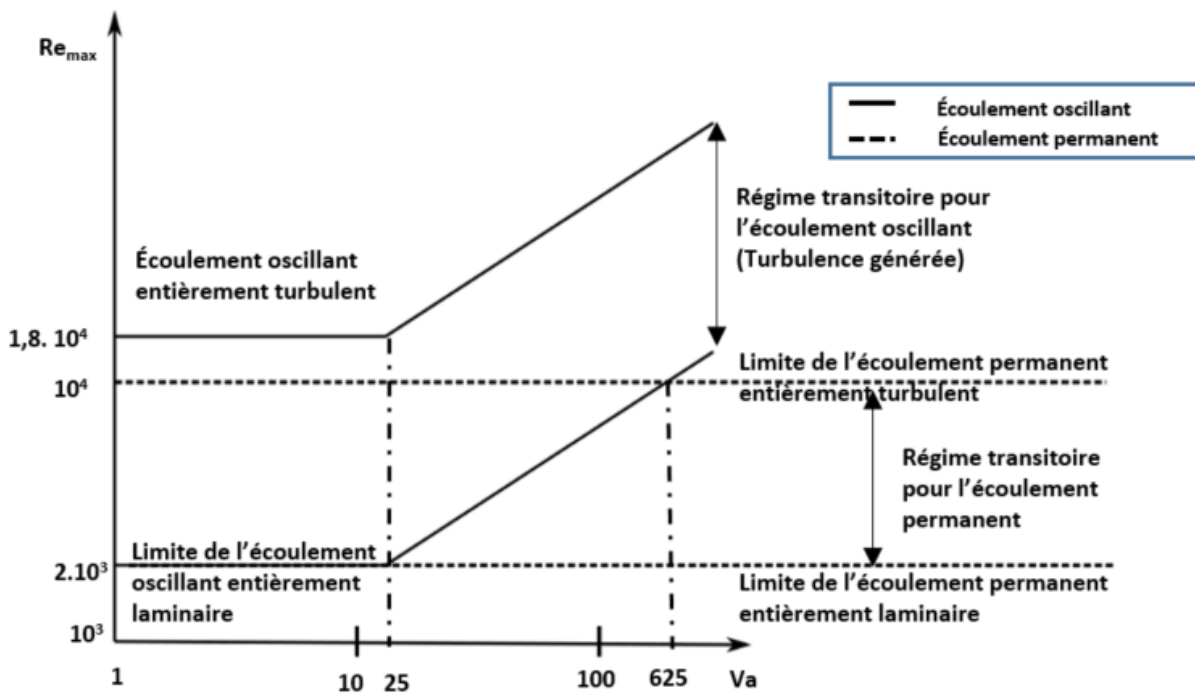 Re_max
Écoulement oscillant
Écoulement permanent
Régime transitoire pour
l'écoulement oscillant
(Turbulence générée)
Écoulement oscillant
entièrement turbulent
1,8. 10⁴
Limite de l'écoulement permanent
entièrement turbulent
10⁴
Régime transitoire
pour l'écoulement
permanent
Limite de l'écoulement
oscillant entièrement
laminaire
2.10³
Limite de l'écoulement permanent
entièrement laminaire
10³
1 10 25 100 625 Va